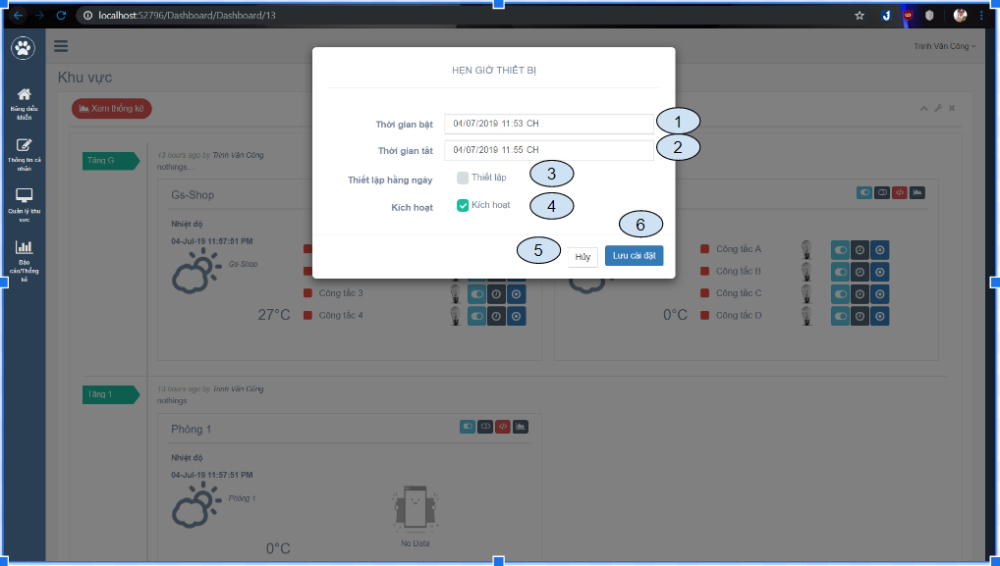 localhost:52796/Dashboard/Dashboard/13
Trịnh Văn Công
Bảng điều khiển
Thông tin cá nhân
Quản lý khu vực
Báo cáo/Thống kê
Khu vực
Xem thống kê
HẸN GIỜ THIẾT BỊ
Thời gian bật
04/07/2019 11:53 CH
1
Thời gian tắt
04/07/2019 11:55 CH
2
Thiết lập hằng ngày
Thiết lập
3
Kích hoạt
Kích hoạt
4
5
6
Hủy
Lưu cài đặt
Tầng G
13 hours ago by Trịnh Văn Công
nothings....
Gs-Shop
Nhiệt độ
04-Jul-19 11:57:51 PM
Gs-Shop
27°C
Công tắc 3
Công tắc 4
Công tắc A
Công tắc B
Công tắc C
Công tắc D
0°C
Tầng 1
13 hours ago by Trịnh Văn Công
nothings
Phòng 1
Nhiệt độ
04-Jul-19 11:57:51 PM
Phòng 1
0°C
No Data